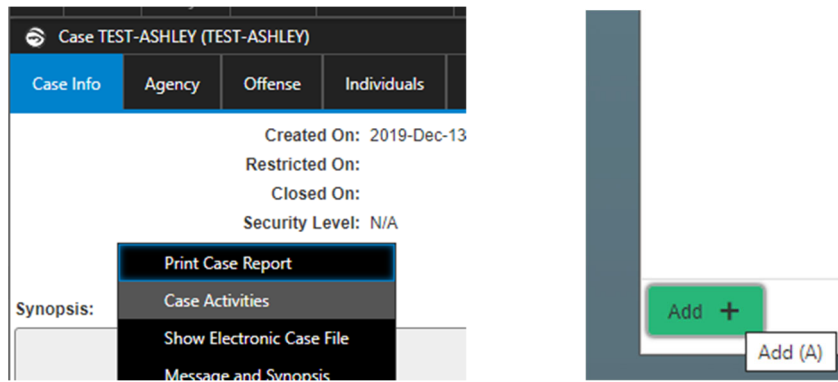 Case TEST-ASHLEY (TEST-ASHLEY)
Case Info Agency Offense Individuals
Created On: 2019-Dec-13
Restricted On:
Closed On:
Security Level: N/A
Print Case Report
Case Activities
Synopsis:
Show Electronic Case File
Message and Synopsis
Add +
Add (A)